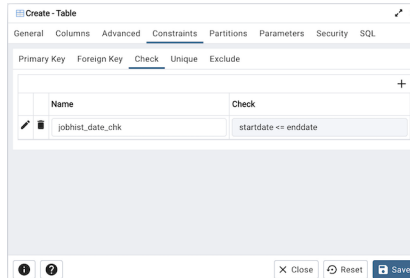 Create - Table
General Columns Advanced Constraints Partitions Parameters Security SQL
Primary Key Foreign Key Check Unique Exclude
Name Check
jobhist_date_chk startdate <= enddate
Close Reset Save